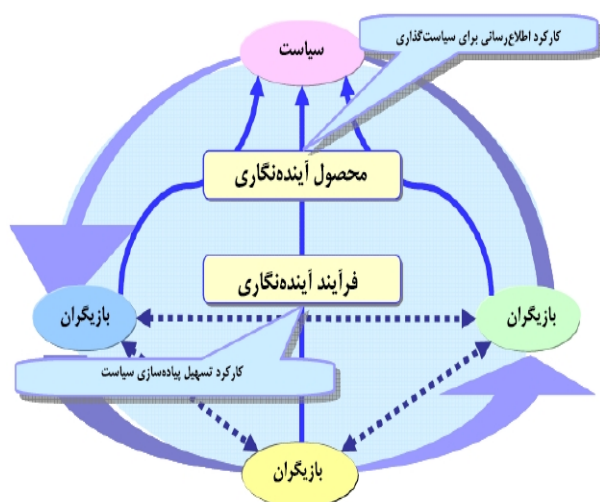 کارکرد اطلاع‌رسانی برای سیاست‌گذاری
سیاست
محصول آینده‌نگاری
فرآیند آینده‌نگاری
بازیگران
بازیگران
کارکرد تسهیل پیاده‌سازی سیاست
بازیگران